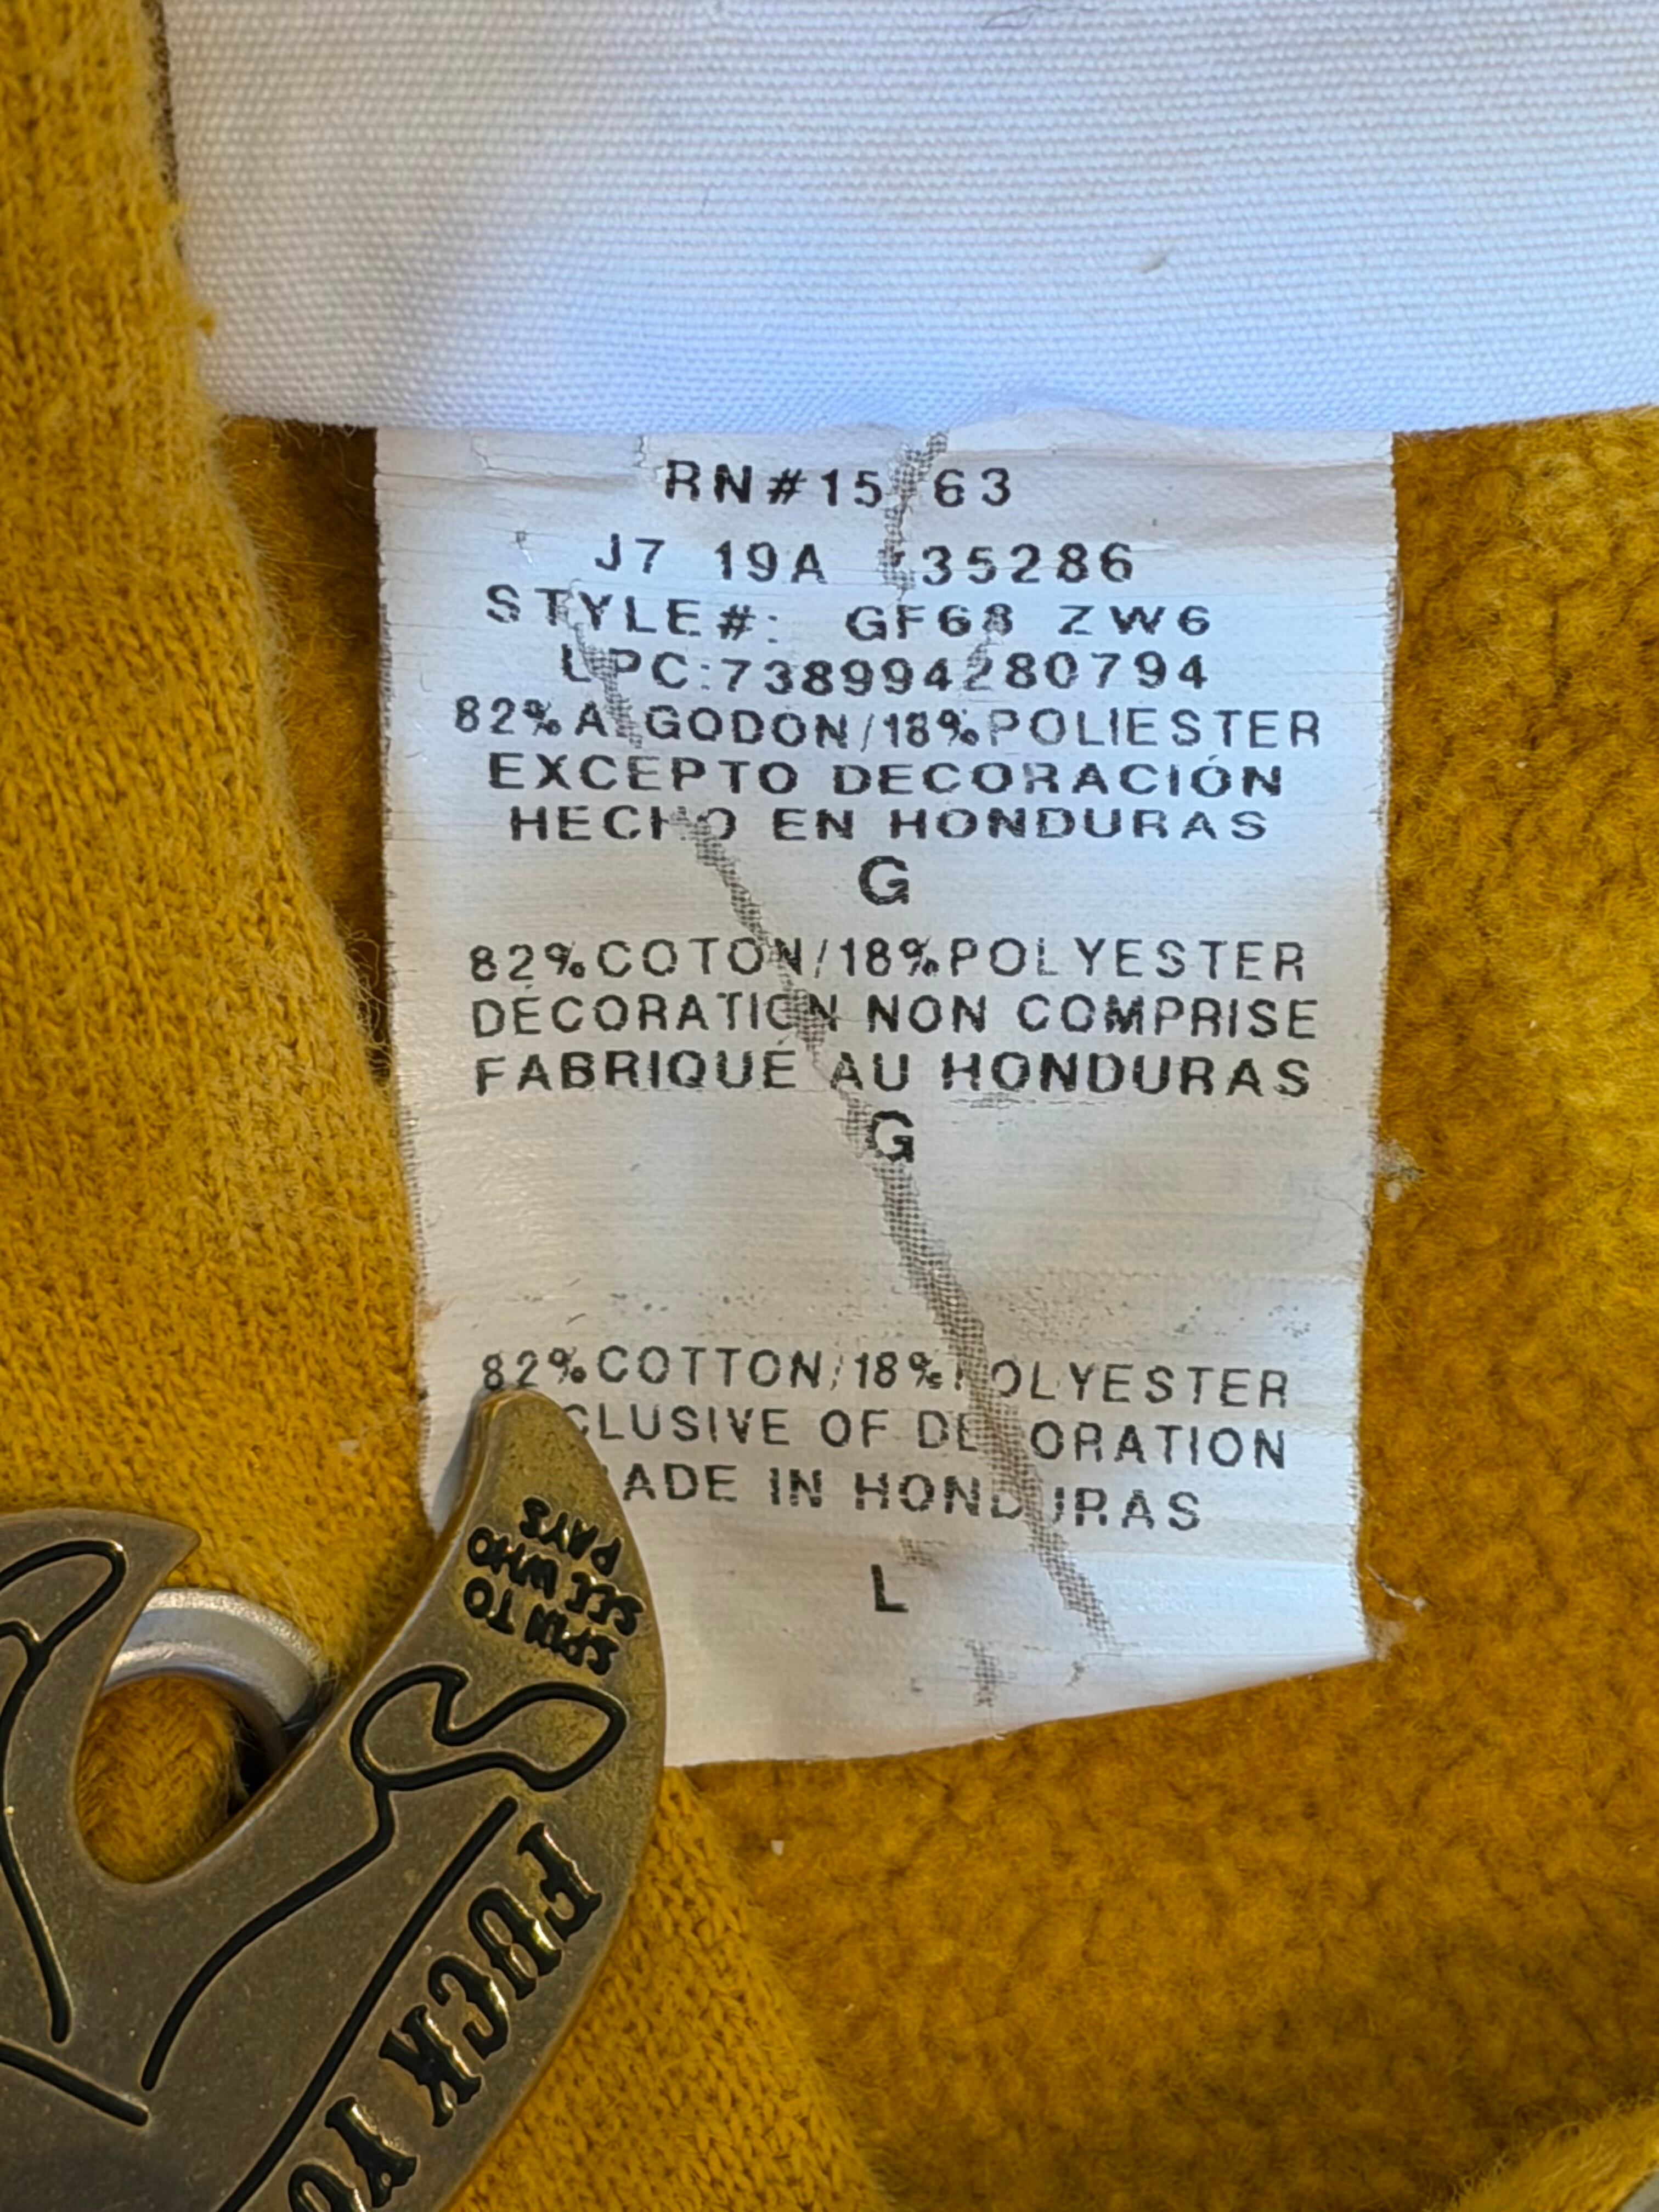 RN#15 63
J7 19A 35286
STYLE#: GF68 ZW6
UPC:738994280794
82%ALGODÓN/18%POLIESTER
EXCEPTO DECORACIÓN
HECHO EN HONDURAS
G
82%COTON/18%POLYESTER
DÉCORATION NON COMPRISE
FABRIQUÉ AU HONDURAS
G
82%COTTON/18%POLYESTER
CLUSIVE OF DECORATION
ADE IN HONDURAS
L
SPIN TO
SEE WHO
PAYS
FUCK YO